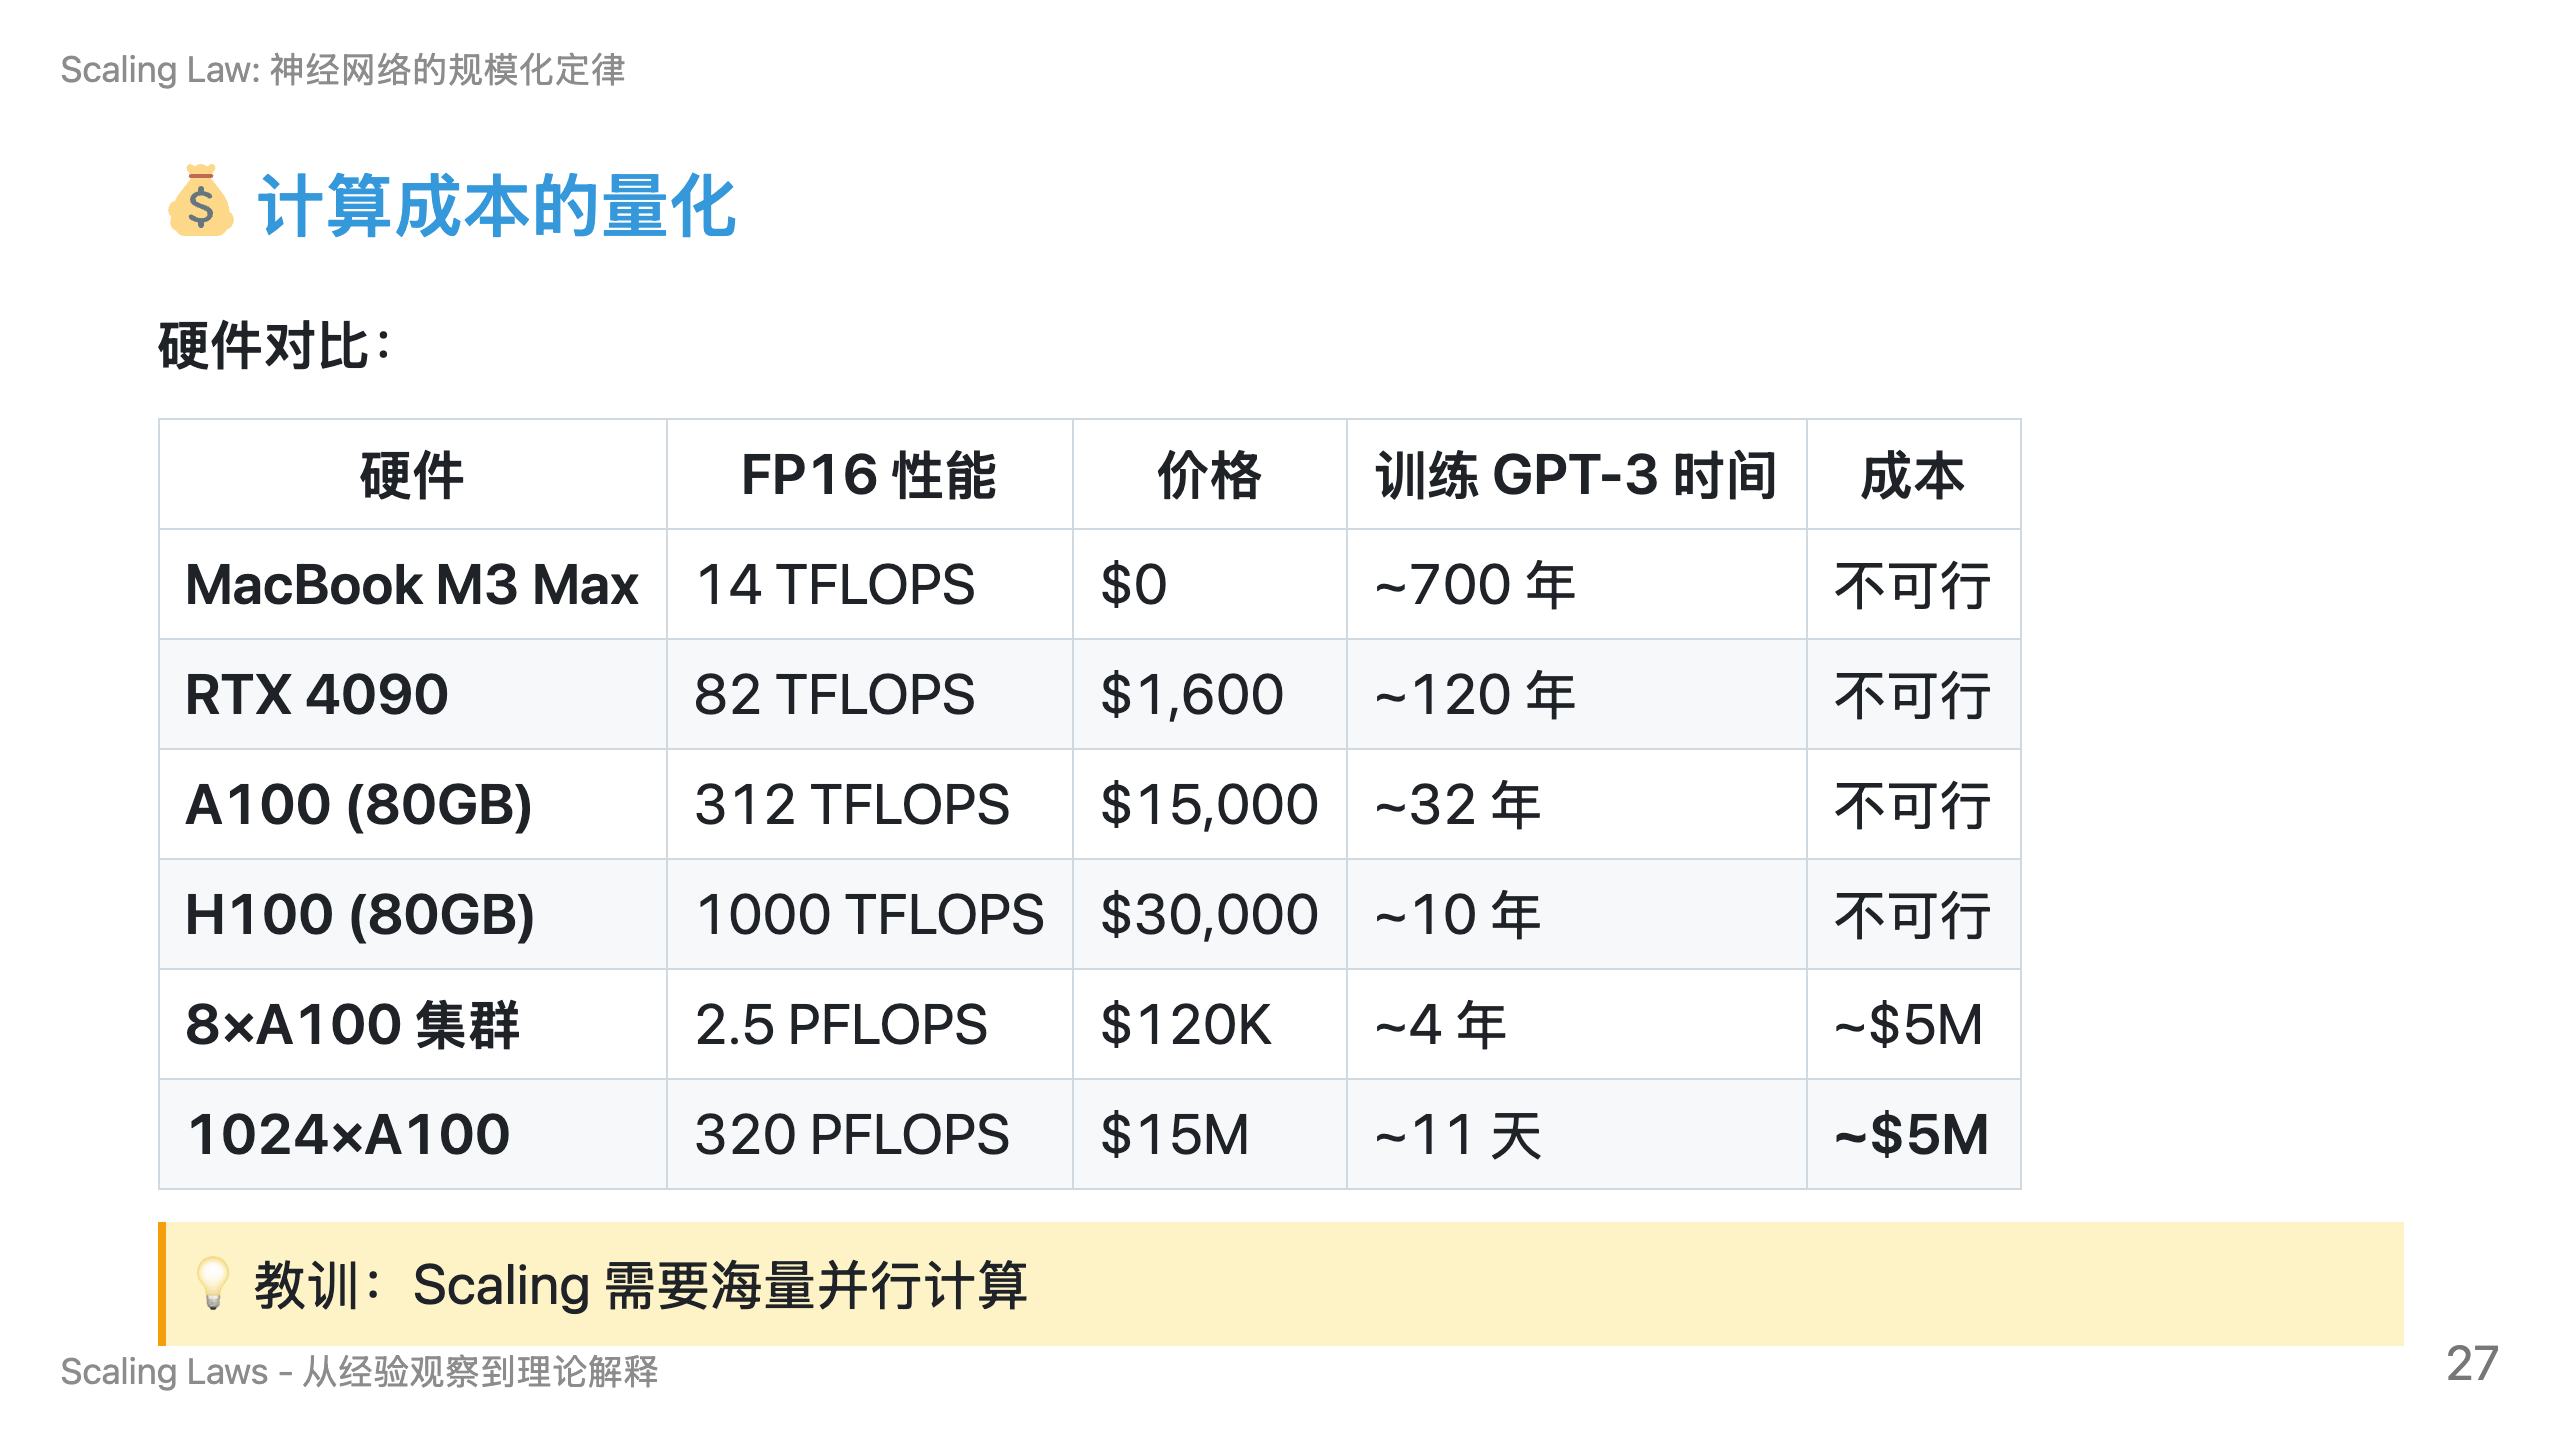 Scaling Law: 神经网络的规模化定律
💰 计算成本的量化
硬件对比：
硬件 FP16 性能 价格 训练 GPT-3 时间 成本
MacBook M3 Max 14 TFLOPS $0 ~700 年 不可行
RTX 4090 82 TFLOPS $1,600 ~120 年 不可行
A100 (80GB) 312 TFLOPS $15,000 ~32 年 不可行
H100 (80GB) 1000 TFLOPS $30,000 ~10 年 不可行
8×A100 集群 2.5 PFLOPS $120K ~4 年 ~$5M
1024×A100 320 PFLOPS $15M ~11 天 ~$5M
💡 教训：Scaling 需要海量并行计算
Scaling Laws - 从经验观察到理论解释
27